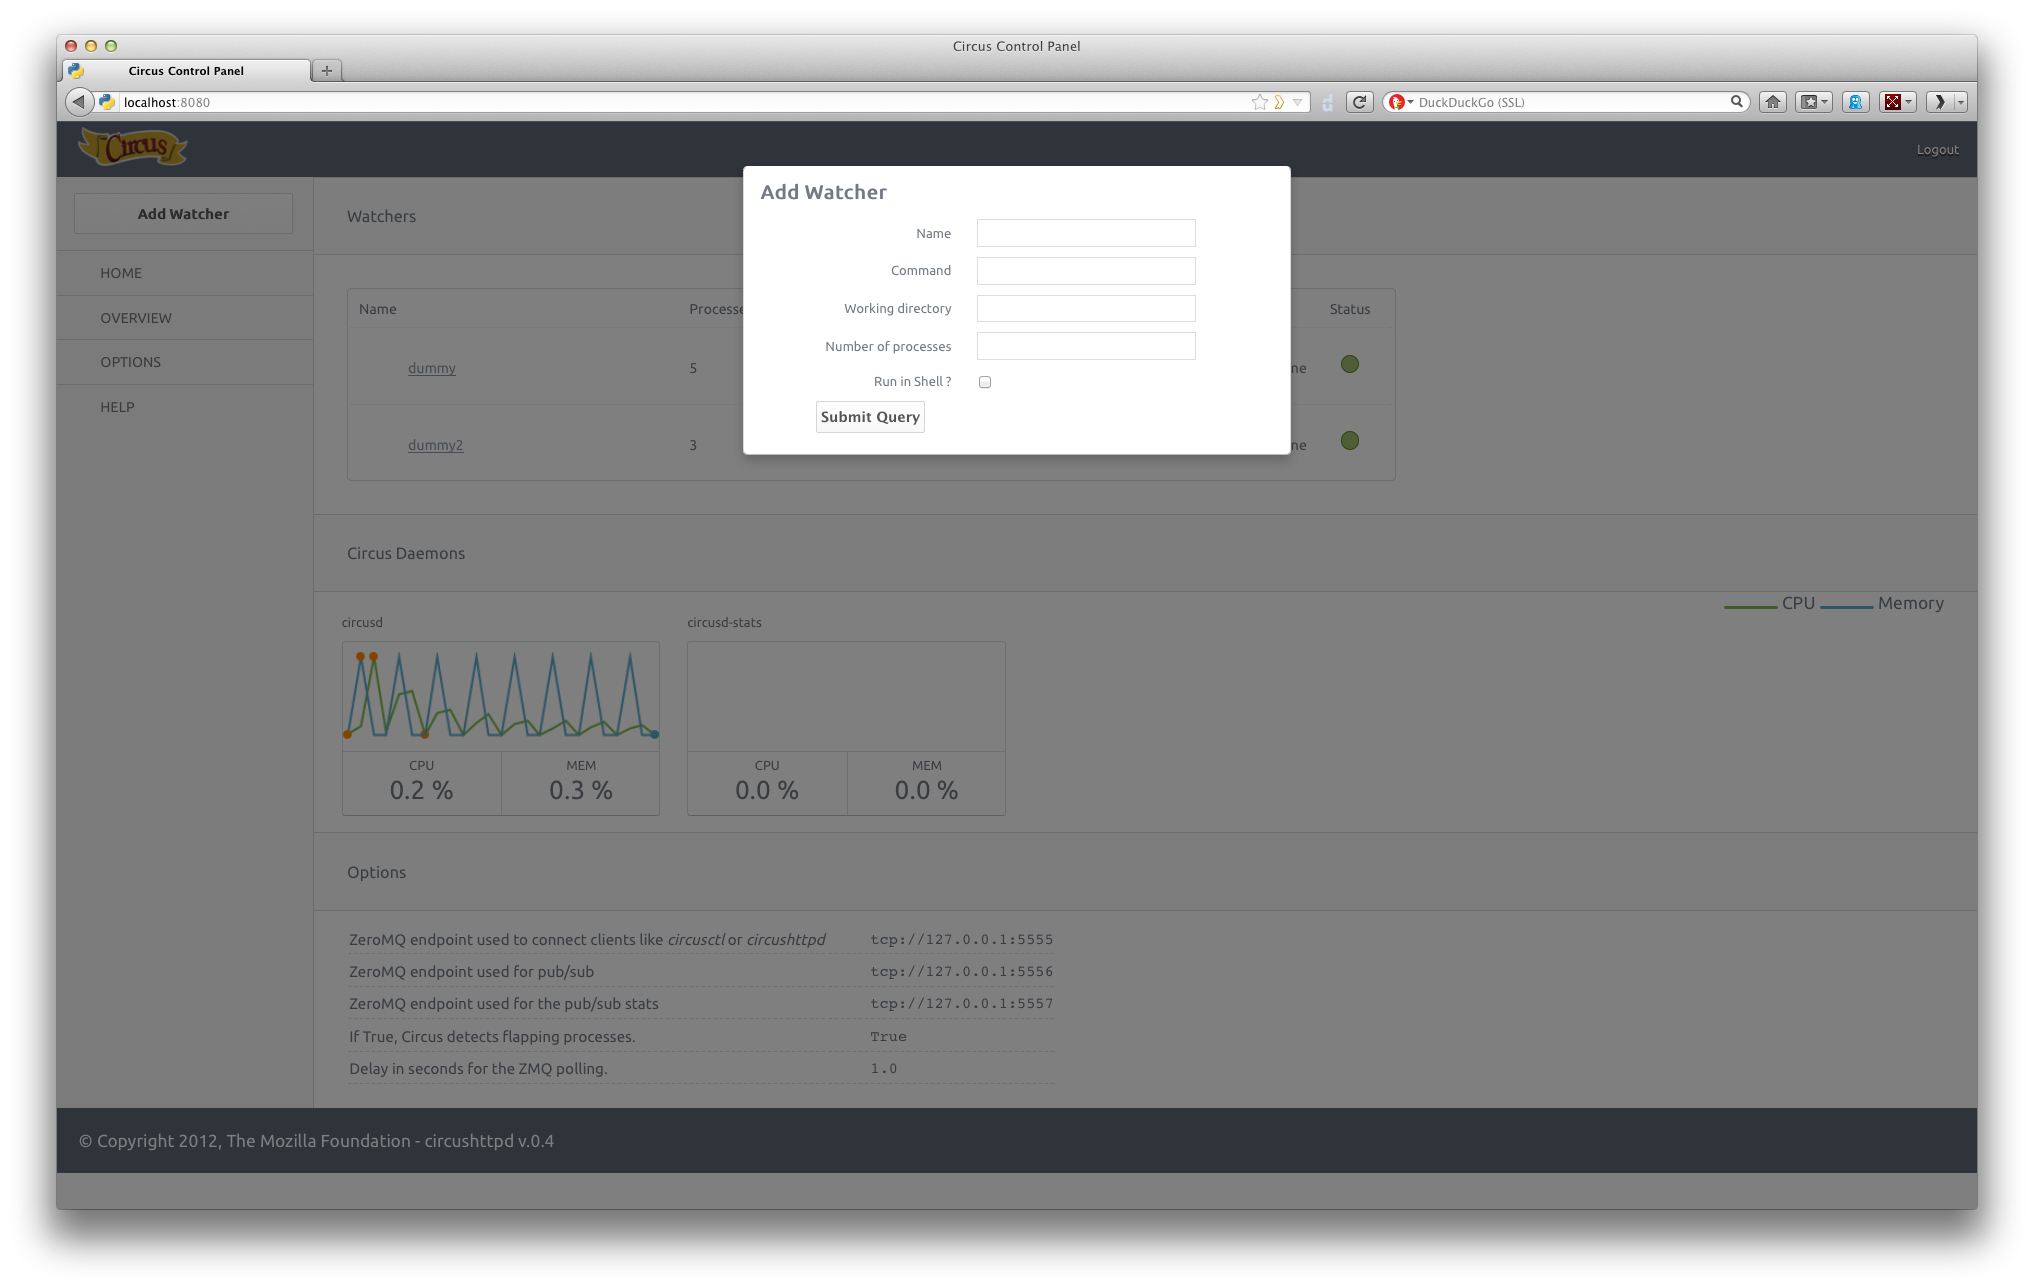 Circus Control Panel
Circus Control Panel
localhost:8080
DuckDuckGo (SSL)
Circus
Logout
Add Watcher
HOME
OVERVIEW
OPTIONS
HELP
Add Watcher
Name
Command
Working directory
Number of processes
Run in Shell ?
Submit Query
Watchers
Name Processe Status
dummy 5 ne
dummy2 3 ne
Circus Daemons
CPU Memory
circusd circusd-stats
CPU MEM CPU MEM
0.2 % 0.3 % 0.0 % 0.0 %
Options
ZeroMQ endpoint used to connect clients like circusctl or circushttpd tcp://127.0.0.1:5555
ZeroMQ endpoint used for pub/sub tcp://127.0.0.1:5556
ZeroMQ endpoint used for the pub/sub stats tcp://127.0.0.1:5557
If True, Circus detects flapping processes. True
Delay in seconds for the ZMQ polling. 1.0
© Copyright 2012, The Mozilla Foundation - circushttpd v.0.4